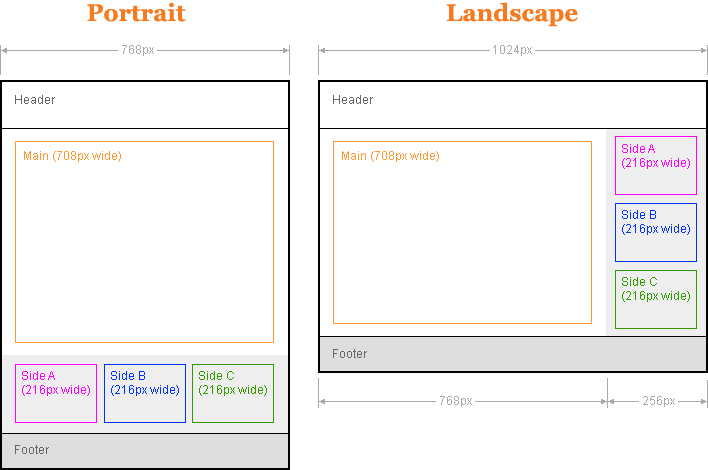 Portrait
768px
Header
Main (708px wide)
Side A
(216px wide)
Side B
(216px wide)
Side C
(216px wide)
Footer
Landscape
1024px
Header
Main (708px wide)
Side A
(216px wide)
Side B
(216px wide)
Side C
(216px wide)
Footer
768px
256px